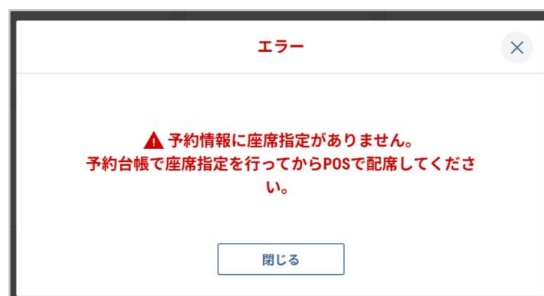 エラー
予約情報に座席指定がありません。
予約台帳で座席指定を行ってからPOSで配席してくださ
い。
閉じる